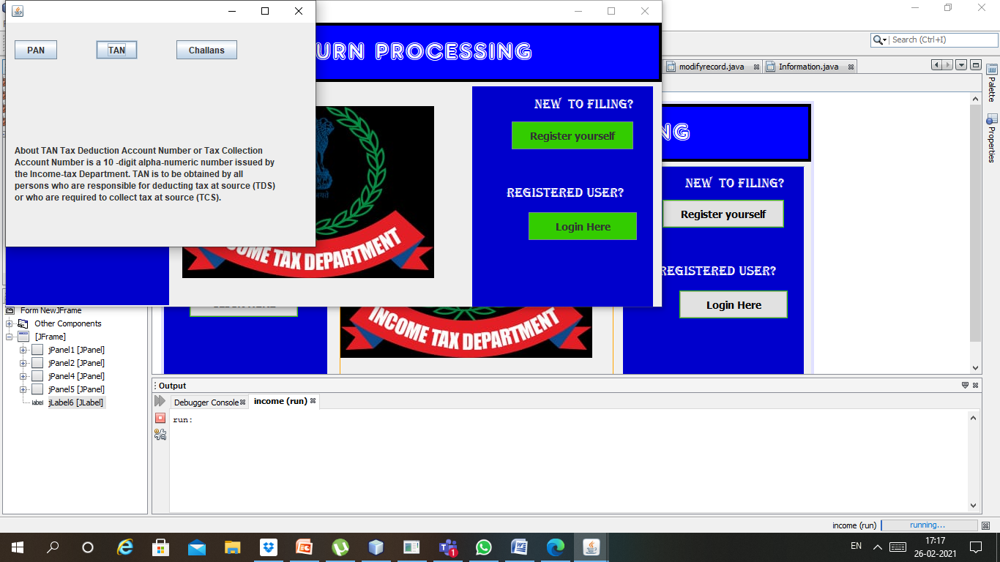 PAN
TAN
Challans
About TAN Tax Deduction Account Number or Tax Collection
Account Number is a 10 -digit alpha-numeric number issued by
the Income-tax Department. TAN is to be obtained by all
persons who are responsible for deducting tax at source (TDS)
or who are required to collect tax at source (TCS).
URN PROCESSING
NEW TO FILING?
Register yourself
REGISTERED USER?
Login Here
COME TAX DEPARTMENT
Search (Ctrl+I)
modifyrecord.java
Information.java
Palette
Properties
NG
NEW TO FILING?
Register yourself
REGISTERED USER?
Login Here
INCOME TAX DEPARTMENT
Form NewJFrame
Other Components
[JFrame]
jPanel1 [JPanel]
jPanel2 [JPanel]
jPanel4 [JPanel]
jPanel5 [JPanel]
label jLabel6 [JLabel]
Output
Debugger Console
income (run)
run:
income (run)
running...
EN
17:17
26-02-2021
1